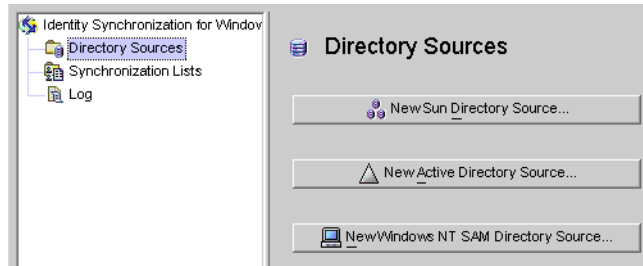 Identity Synchronization for Windov
Directory Sources
Synchronization Lists
Log
Directory Sources
New Sun Directory Source...
New Active Directory Source...
New Windows NT SAM Directory Source...